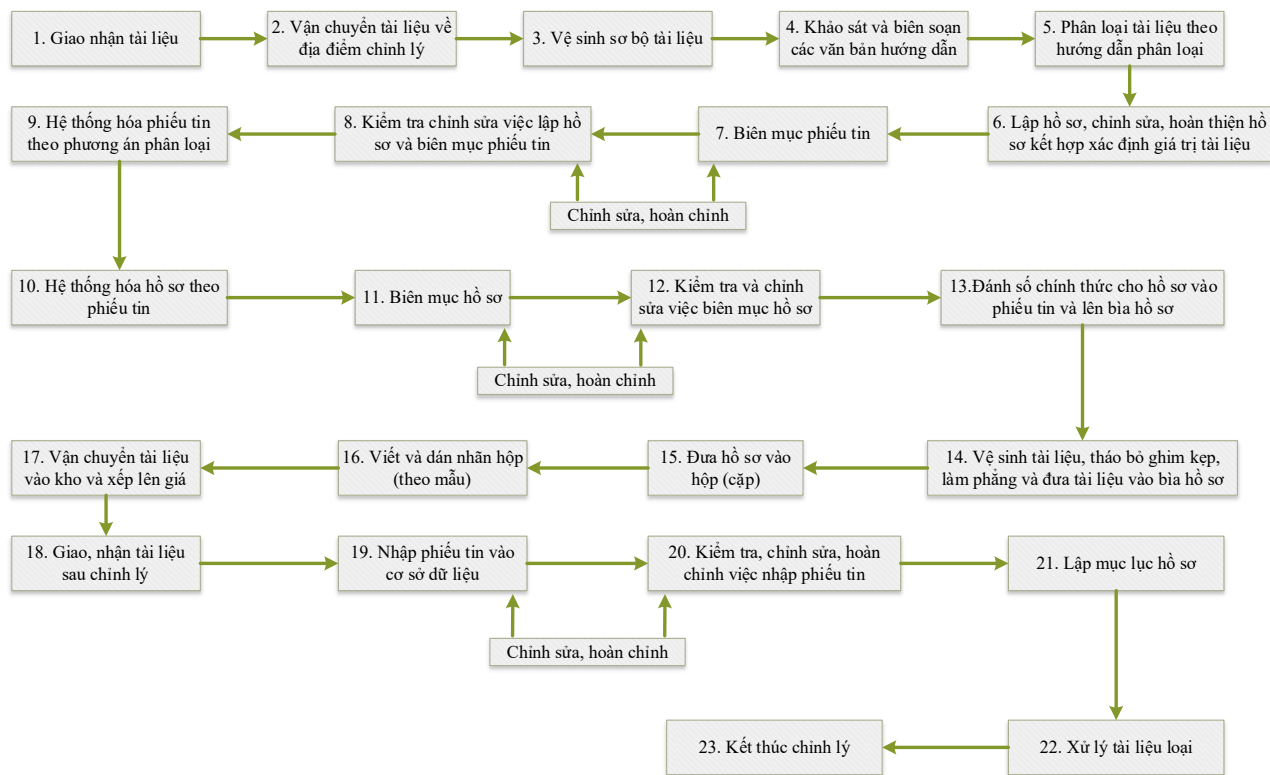 1. Giao nhận tài liệu
2. Vận chuyển tài liệu về
địa điểm chỉnh lý
3. Vệ sinh sơ bộ tài liệu
4. Khảo sát và biên soạn
các văn bản hướng dẫn
5. Phân loại tài liệu theo
hướng dẫn phân loại
6. Lập hồ sơ, chỉnh sửa, hoàn thiện hồ
sơ kết hợp xác định giá trị tài liệu
7. Biên mục phiếu tin
8. Kiểm tra chỉnh sửa việc lập hồ
sơ và biên mục phiếu tin
9. Hệ thống hóa phiếu tin
theo phương án phân loại
Chỉnh sửa, hoàn chỉnh
10. Hệ thống hóa hồ sơ theo
phiếu tin
11. Biên mục hồ sơ
12. Kiểm tra và chỉnh
sửa việc biên mục hồ sơ
13.Đánh số chính thức cho hồ sơ vào
phiếu tin và lên bìa hồ sơ
Chỉnh sửa, hoàn chỉnh
14. Vệ sinh tài liệu, tháo bỏ ghim kẹp,
làm phẳng và đưa tài liệu vào bìa hồ sơ
15. Đưa hồ sơ vào
hộp (cặp)
16. Viết và dán nhãn hộp
(theo mẫu)
17. Vận chuyển tài liệu
vào kho và xếp lên giá
18. Giao, nhận tài liệu
sau chỉnh lý
19. Nhập phiếu tin vào
cơ sở dữ liệu
20. Kiểm tra, chỉnh sửa, hoàn
chỉnh việc nhập phiếu tin
21. Lập mục lục hồ sơ
Chỉnh sửa, hoàn chỉnh
22. Xử lý tài liệu loại
23. Kết thúc chỉnh lý